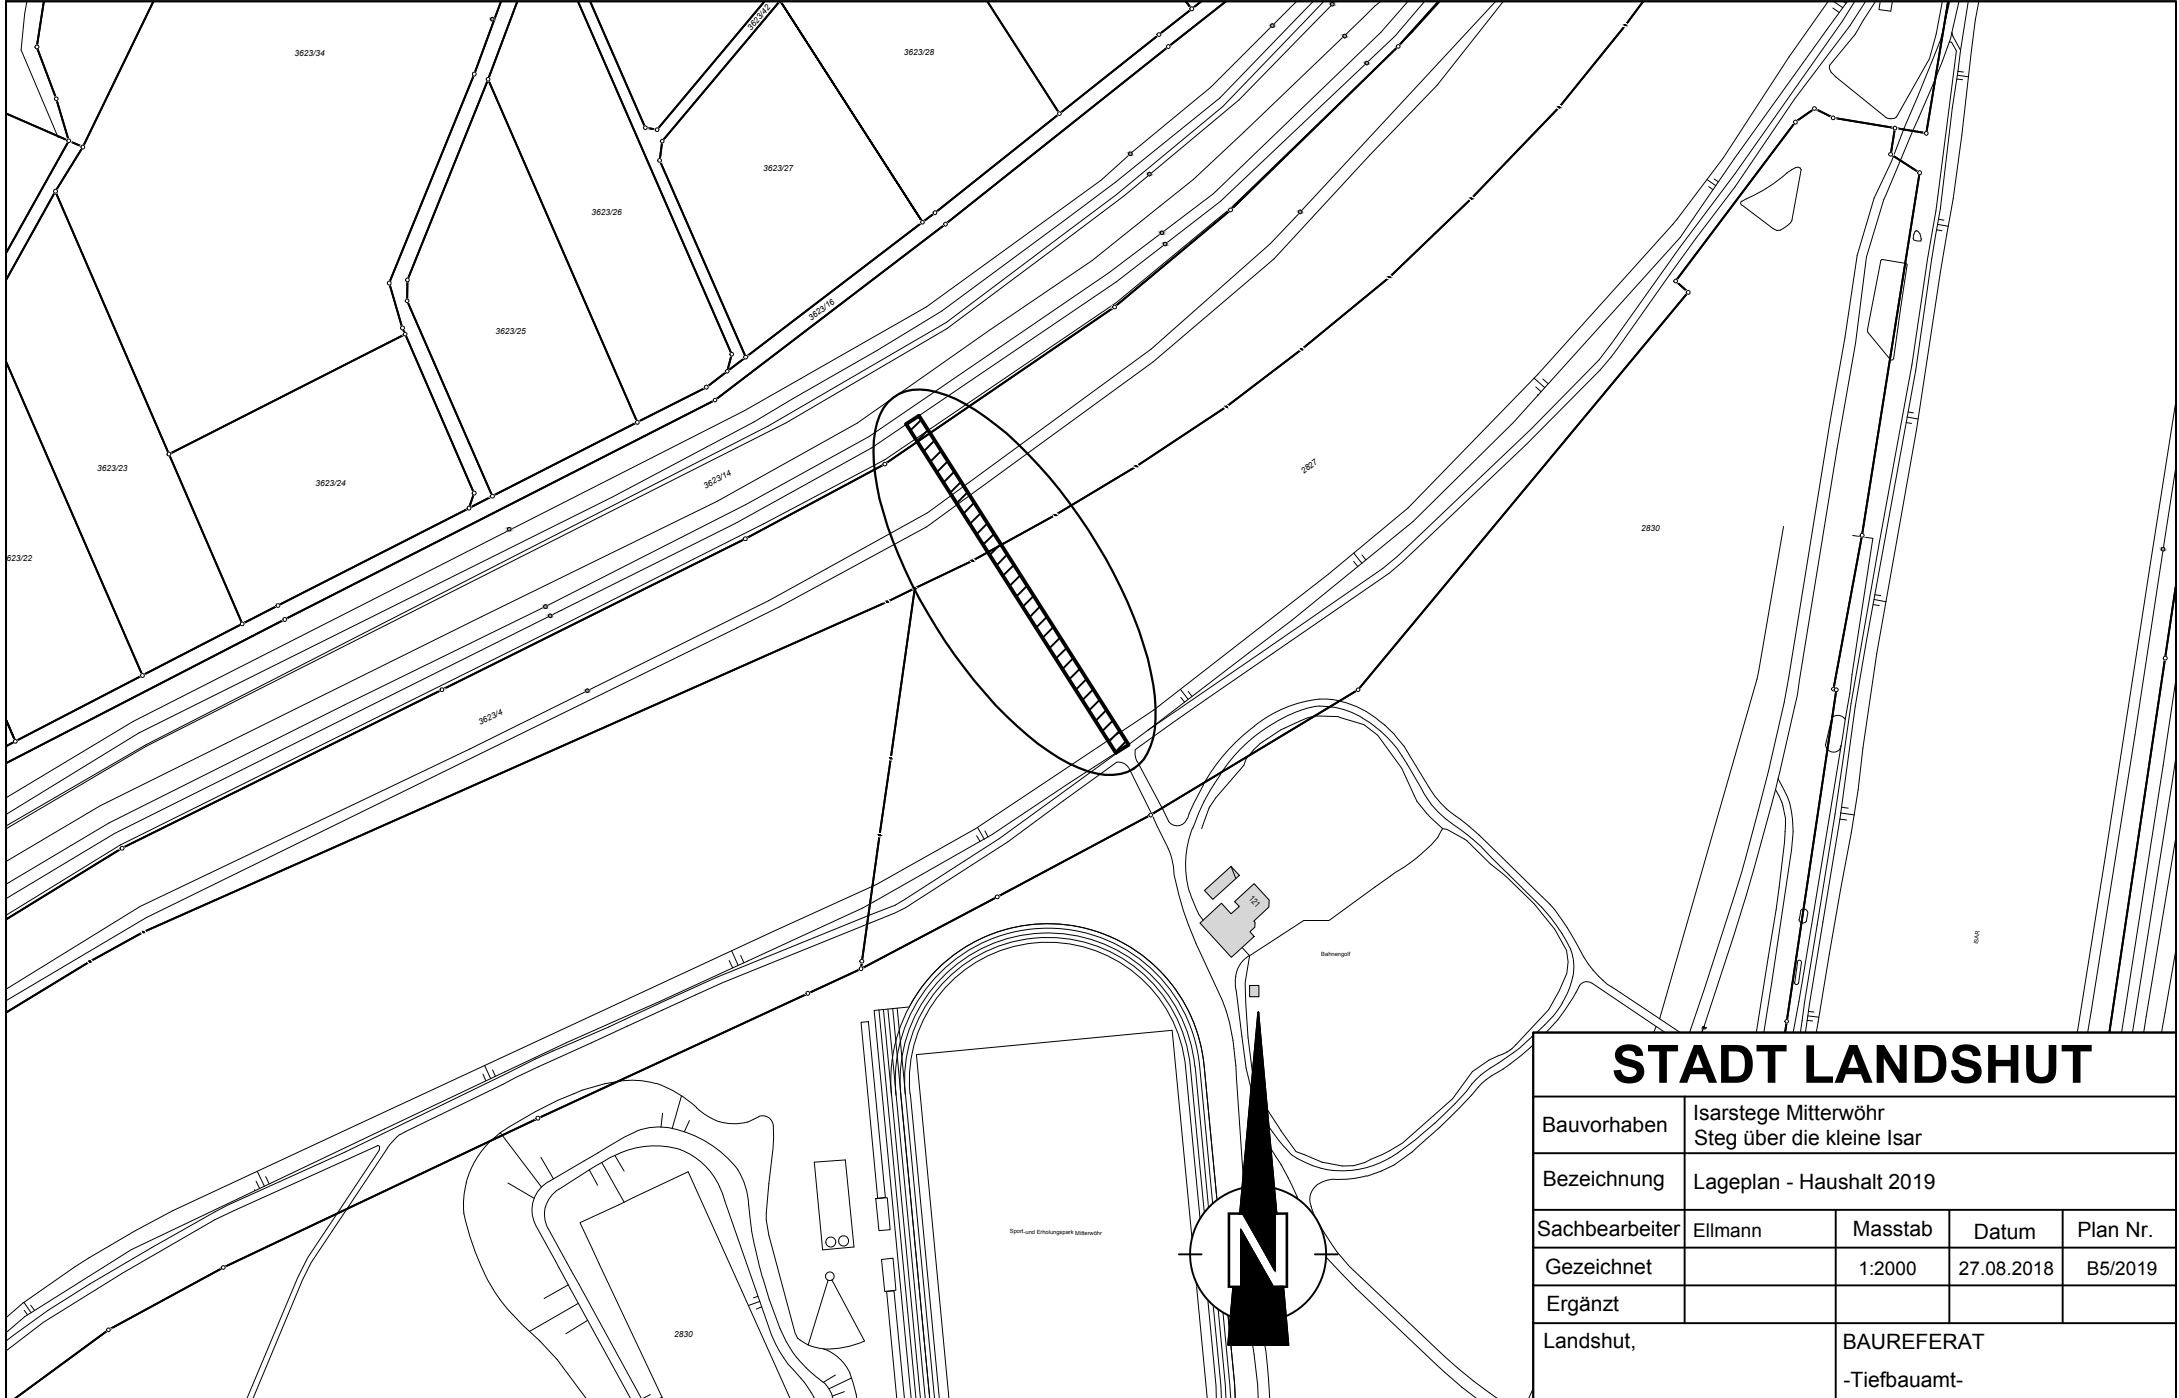 3623/34
3623/42
3623/28
3623/27
3623/26
3623/25
3623/16
3623/23
3623/24
3623/14
2827
2830
623/22
3623/4
121
Bahnengolf
ISAR
Sport-und Erholungspark Mitterwöhr
2830
N
STADT LANDSHUT
Bauvorhaben
Isarstege Mitterwöhr
Steg über die kleine Isar
Bezeichnung
Lageplan - Haushalt 2019
Sachbearbeiter Ellmann Masstab Datum Plan Nr.
Gezeichnet 1:2000 27.08.2018 B5/2019
Ergänzt
Landshut, BAUREFERAT
-Tiefbauamt-